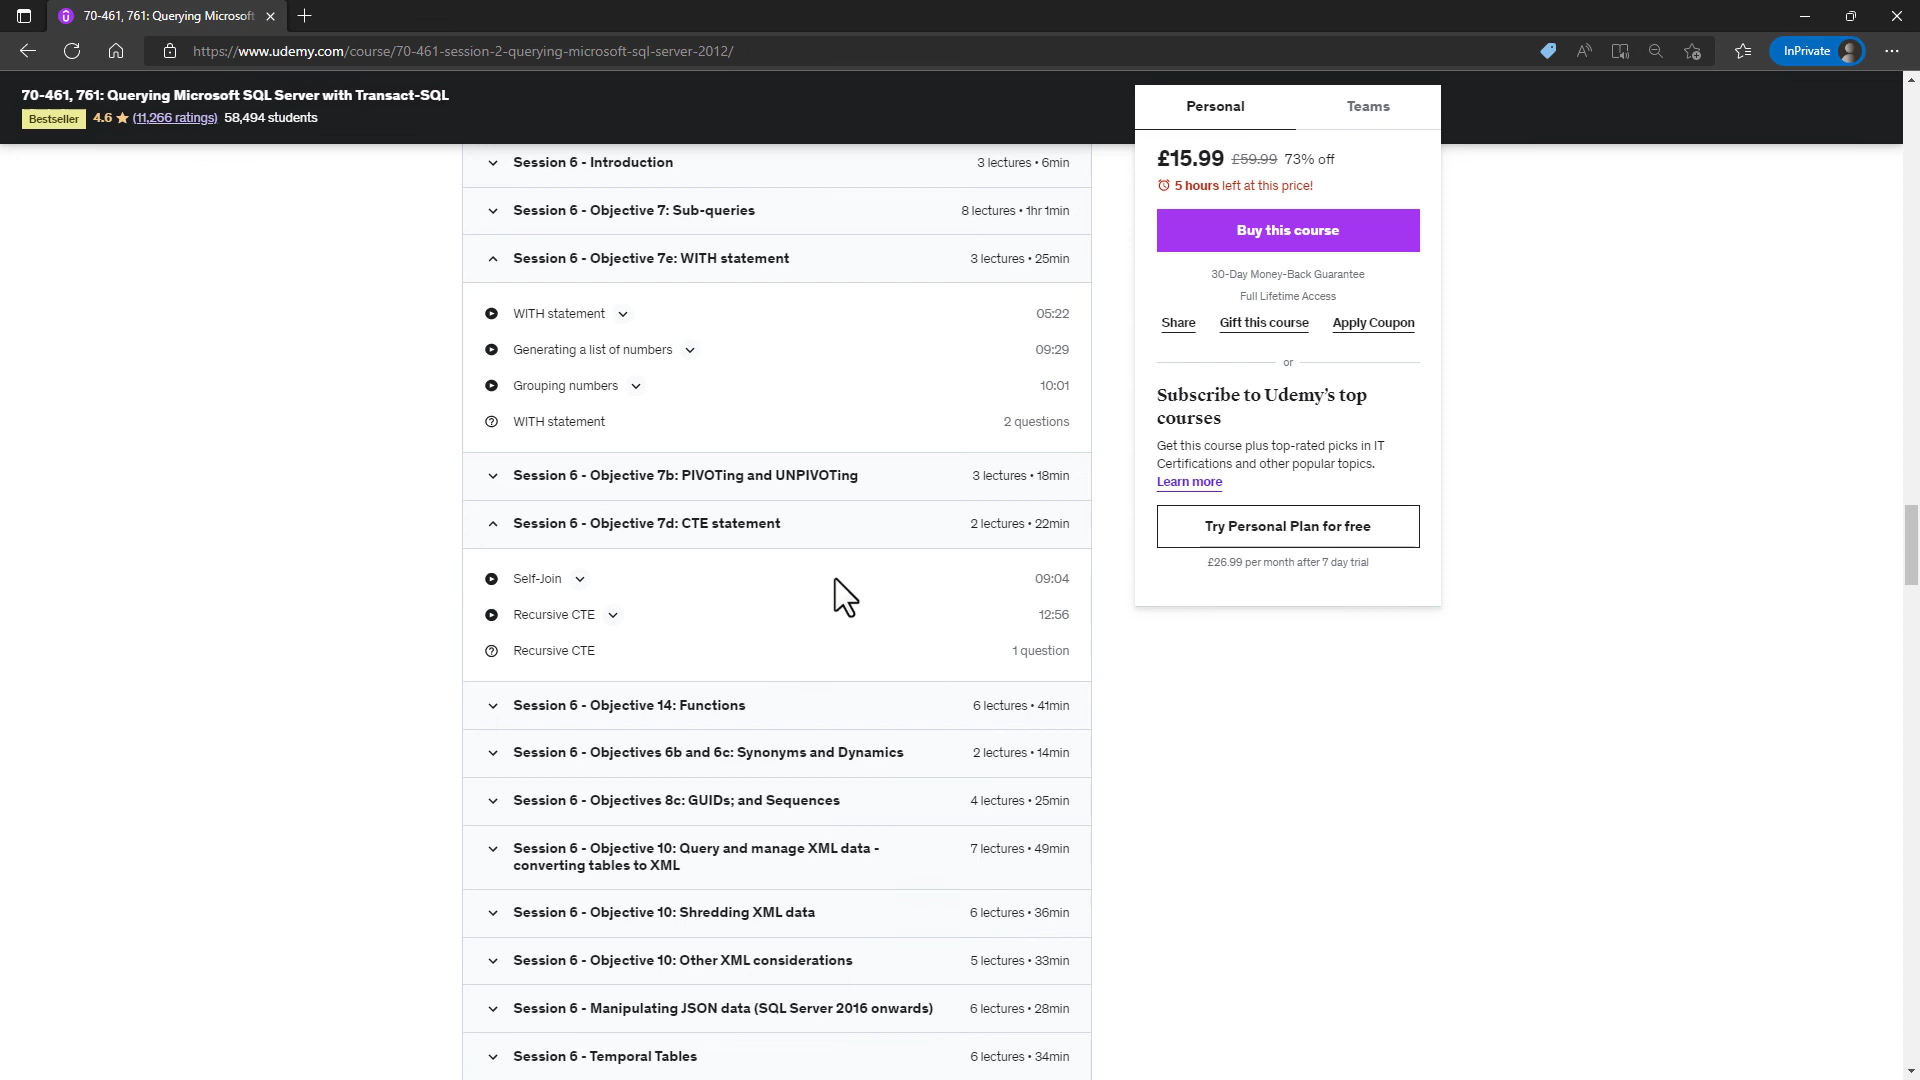 70-461, 761: Querying Microsoft
https://www.udemy.com/course/70-461-session-2-querying-microsoft-sql-server-2012/
InPrivate
70-461, 761: Querying Microsoft SQL Server with Transact-SQL
Bestseller 4.6 (11,266 ratings) 58,494 students
Session 6 - Introduction 3 lectures • 6min
Session 6 - Objective 7: Sub-queries 8 lectures • 1hr 1min
Session 6 - Objective 7e: WITH statement 3 lectures • 25min
WITH statement 05:22
Generating a list of numbers 09:29
Grouping numbers 10:01
WITH statement 2 questions
Session 6 - Objective 7b: PIVOTing and UNPIVOTing 3 lectures • 18min
Session 6 - Objective 7d: CTE statement 2 lectures • 22min
Self-Join 09:04
Recursive CTE 12:56
Recursive CTE 1 question
Session 6 - Objective 14: Functions 6 lectures • 41min
Session 6 - Objectives 6b and 6c: Synonyms and Dynamics 2 lectures • 14min
Session 6 - Objectives 8c: GUIDs; and Sequences 4 lectures • 25min
Session 6 - Objective 10: Query and manage XML data - 7 lectures • 49min
converting tables to XML
Session 6 - Objective 10: Shredding XML data 6 lectures • 36min
Session 6 - Objective 10: Other XML considerations 5 lectures • 33min
Session 6 - Manipulating JSON data (SQL Server 2016 onwards) 6 lectures • 28min
Session 6 - Temporal Tables 6 lectures • 34min
Personal Teams
£15.99 £59.99 73% off
5 hours left at this price!
Buy this course
30-Day Money-Back Guarantee
Full Lifetime Access
Share Gift this course Apply Coupon
or
Subscribe to Udemy's top
courses
Get this course plus top-rated picks in IT
Certifications and other popular topics.
Learn more
Try Personal Plan for free
£26.99 per month after 7 day trial